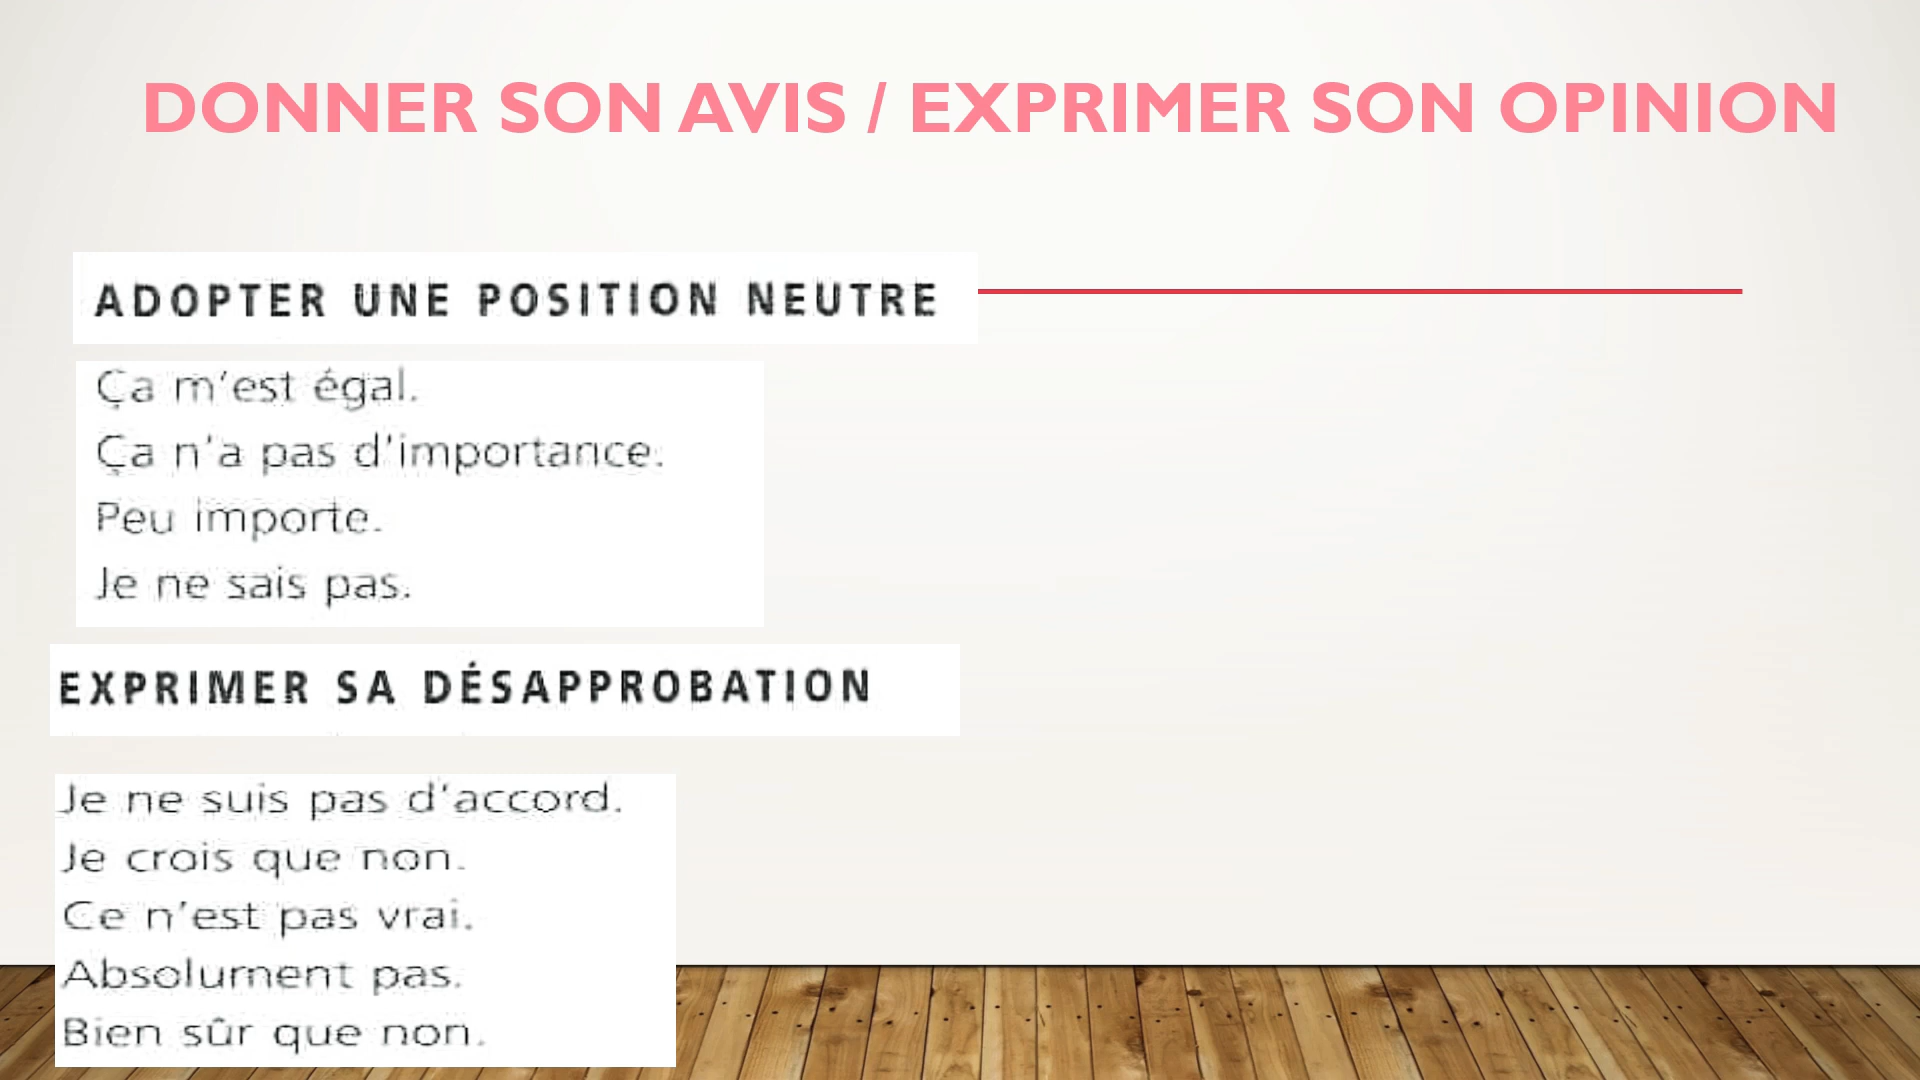 DONNER SON AVIS / EXPRIMER SON OPINION
ADOPTER UNE POSITION NEUTRE
Ça m'est égal.
Ça n'a pas d'importance.
Peu importe.
Je ne sais pas.
EXPRIMER SA DÉSAPPROBATION
Je ne suis pas d'accord.
Je crois que non.
Ce n'est pas vrai.
Absolument pas.
Bien sûr que non.